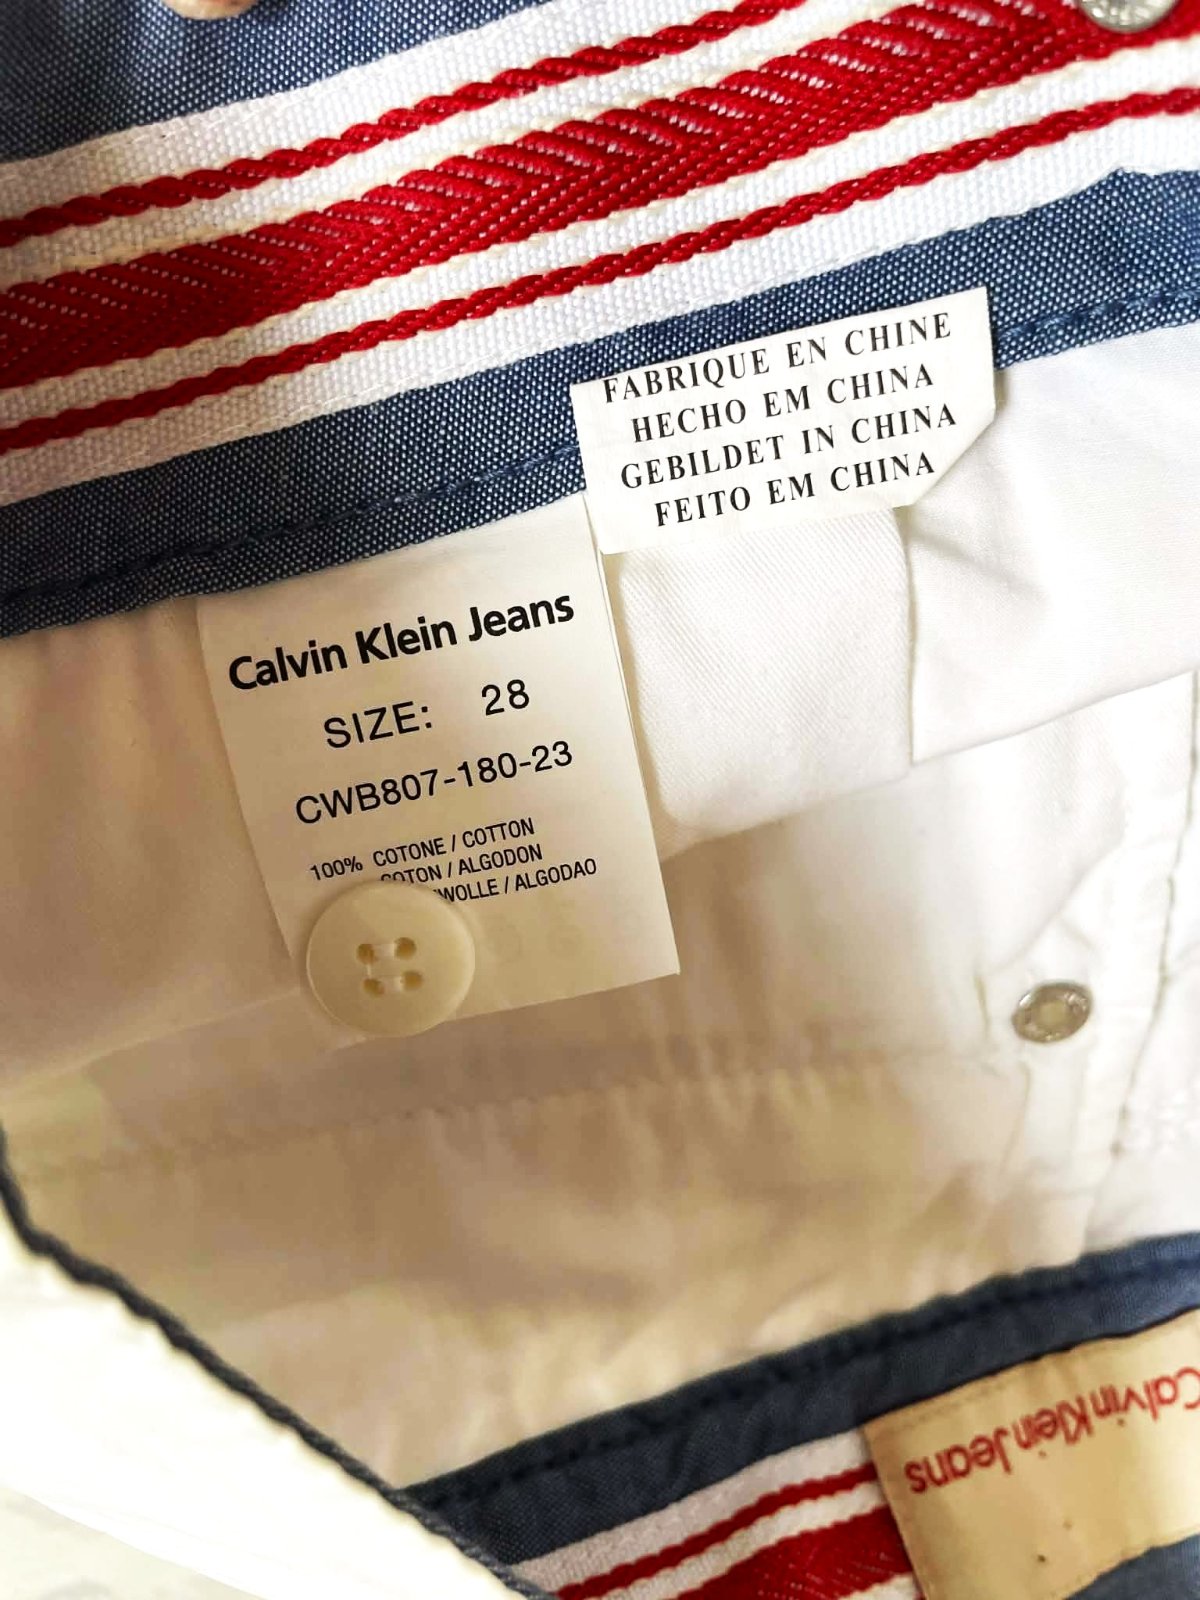 FABRIQUE EN CHINE
HECHO EM CHINA
GEBILDET IN CHINA
FEITO EM CHINA
Calvin Klein Jeans
SIZE: 28
CWB807-180-23
100% COTONE / COTTON
COTON / ALGODON
WOLLE / ALGODAO
Calvin Klein Jeans